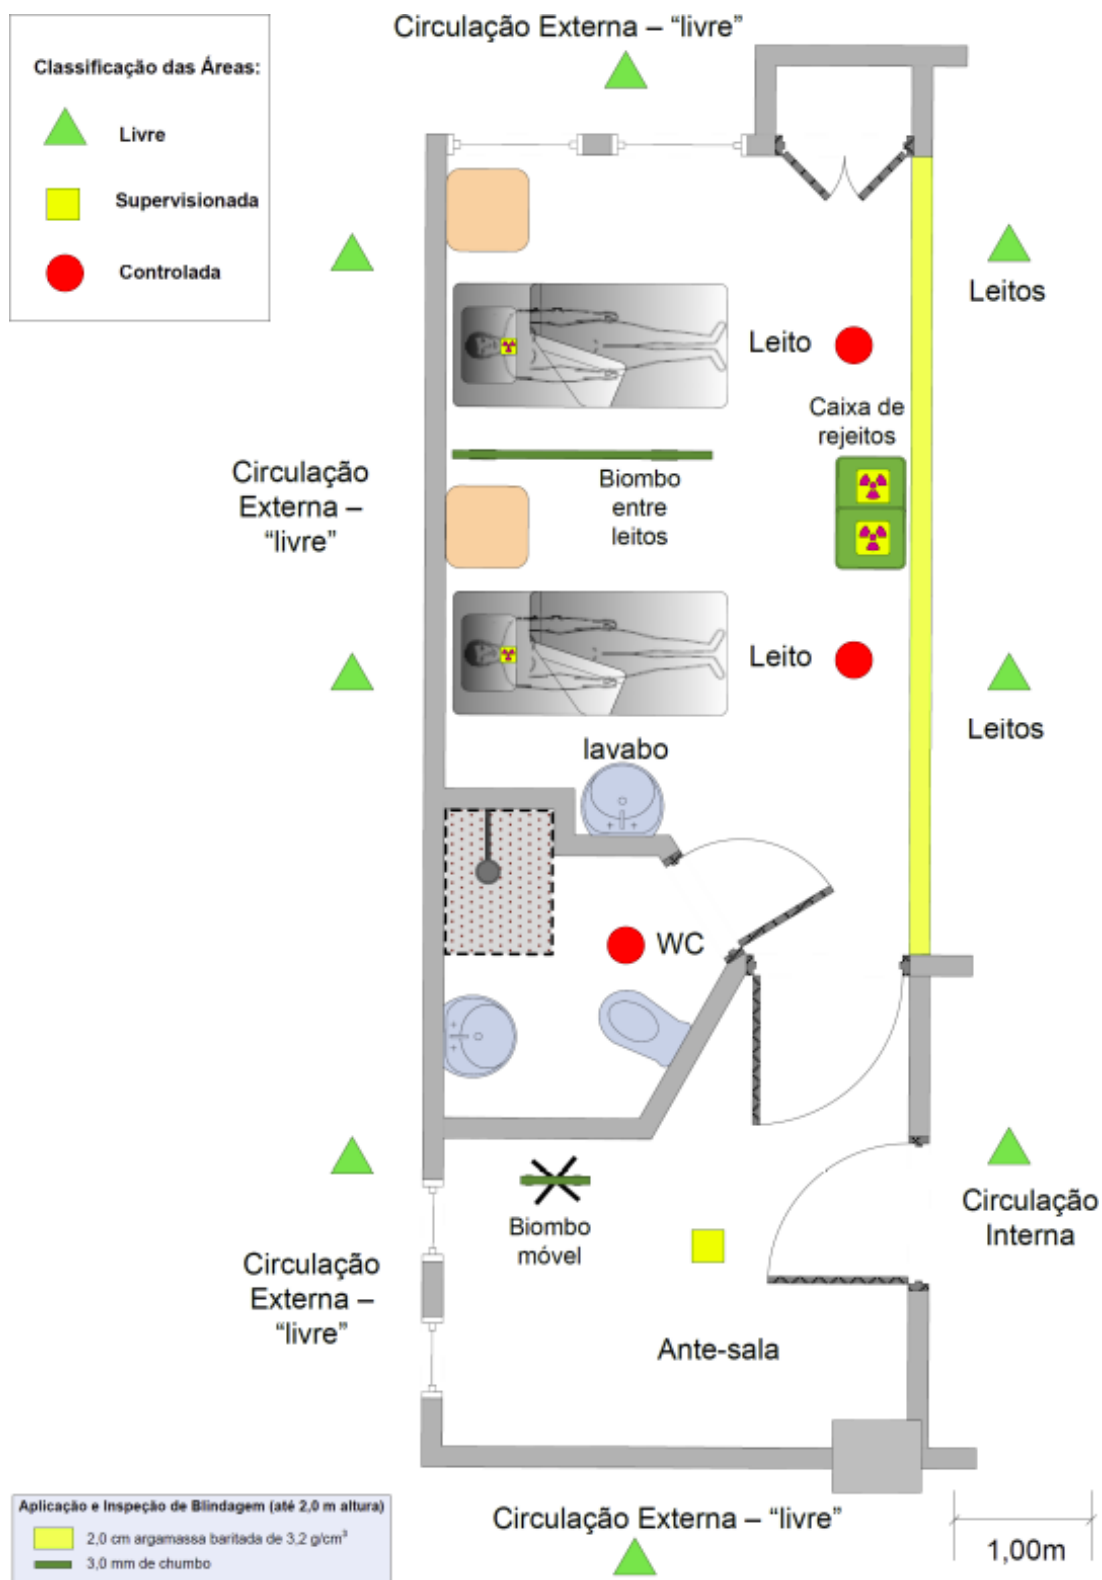 Circulação Externa – “livre”
Classificação das Áreas:
Livre
Supervisionada
Controlada
Leitos
Leito
Caixa de
rejeitos
Circulação
Externa –
“livre”
Biombo
entre
leitos
Leito
Leitos
lavabo
WC
Biombo
móvel
Circulação
Interna
Circulação
Externa –
“livre”
Ante-sala
Aplicação e Inspeção de Blindagem (até 2,0 m altura)
2,0 cm argamassa baritada de 3,2 g/cm³
3,0 mm de chumbo
Circulação Externa – “livre”
1,00m